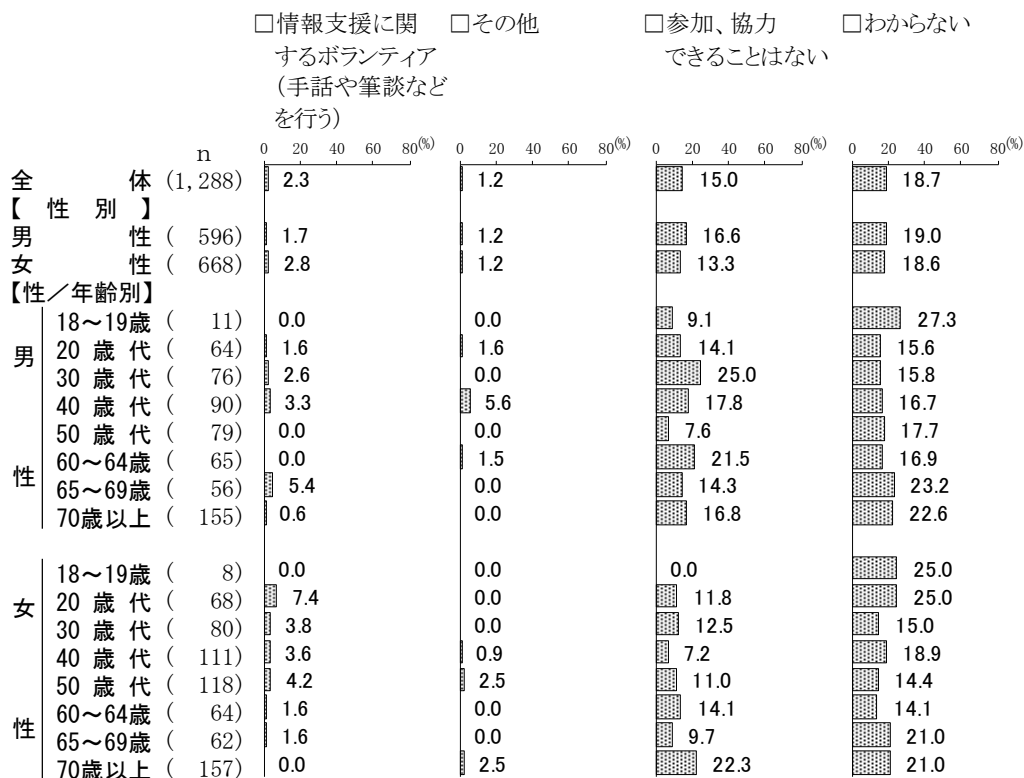 □情報支援に関 □その他 □参加、協力 □わからない
するボランティア できることはない
（手話や筆談など
を行う）
n 0 20 40 60 80(%) 0 20 40 60 80(%) 0 20 40 60 80(%) 0 20 40 60 80(%)
全体 (1,288) 2.3 1.2 15.0 18.7
【性別】
男性 ( 596) 1.7 1.2 16.6 19.0
女性 ( 668) 2.8 1.2 13.3 18.6
【性／年齢別】
男性
18～19歳 ( 11) 0.0 0.0 9.1 27.3
20歳代 ( 64) 1.6 1.6 14.1 15.6
30歳代 ( 76) 2.6 0.0 25.0 15.8
40歳代 ( 90) 3.3 5.6 17.8 16.7
50歳代 ( 79) 0.0 0.0 7.6 17.7
60～64歳 ( 65) 0.0 1.5 21.5 16.9
65～69歳 ( 56) 5.4 0.0 14.3 23.2
70歳以上 ( 155) 0.6 0.0 16.8 22.6
女性
18～19歳 ( 8) 0.0 0.0 0.0 25.0
20歳代 ( 68) 7.4 0.0 11.8 25.0
30歳代 ( 80) 3.8 0.0 12.5 15.0
40歳代 ( 111) 3.6 0.9 7.2 18.9
50歳代 ( 118) 4.2 2.5 11.0 14.4
60～64歳 ( 64) 1.6 0.0 14.1 14.1
65～69歳 ( 62) 1.6 0.0 9.7 21.0
70歳以上 ( 157) 0.0 2.5 22.3 21.0